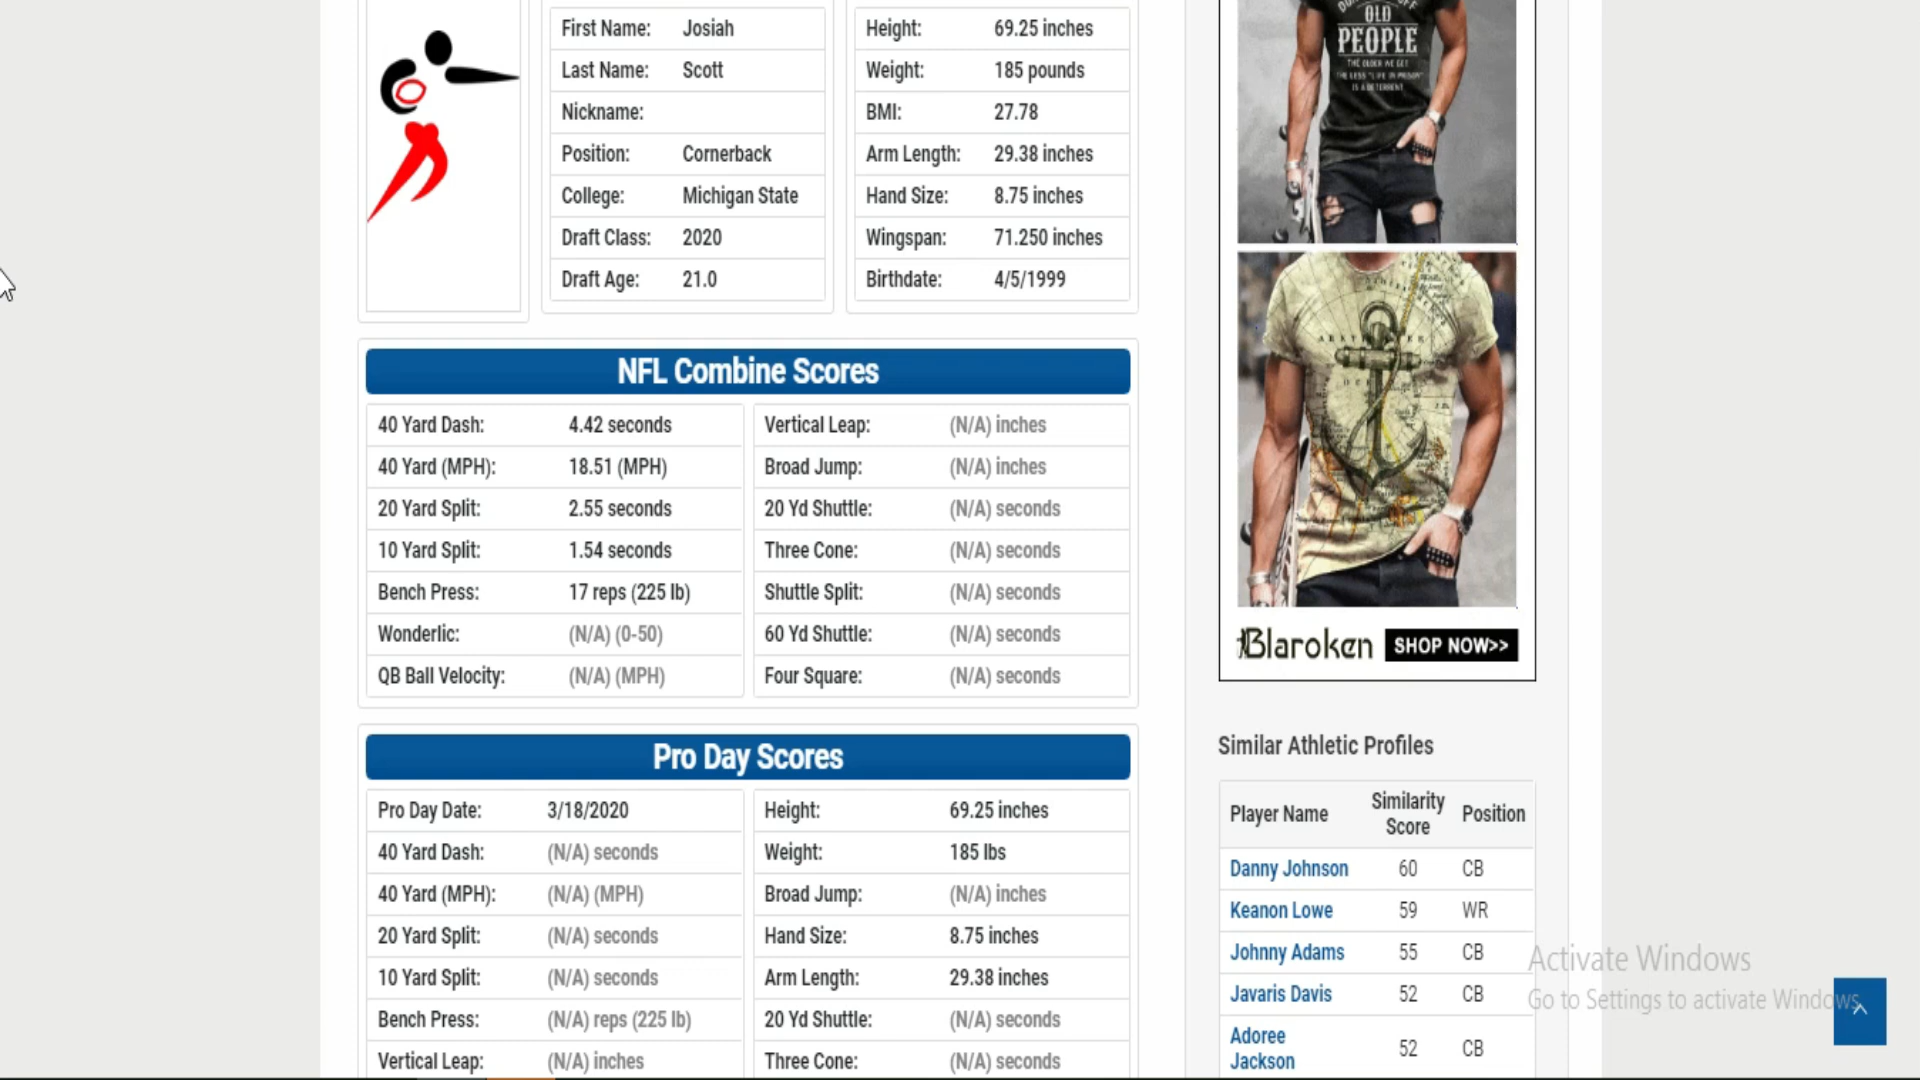 First Name: Josiah
Last Name: Scott
Nickname:
Position: Cornerback
College: Michigan State
Draft Class: 2020
Draft Age: 21.0
Height: 69.25 inches
Weight: 185 pounds
BMI: 27.78
Arm Length: 29.38 inches
Hand Size: 8.75 inches
Wingspan: 71.250 inches
Birthdate: 4/5/1999
NFL Combine Scores
40 Yard Dash: 4.42 seconds
40 Yard (MPH): 18.51 (MPH)
20 Yard Split: 2.55 seconds
10 Yard Split: 1.54 seconds
Bench Press: 17 reps (225 lb)
Wonderlic: (N/A) (0-50)
QB Ball Velocity: (N/A) (MPH)
Vertical Leap: (N/A) inches
Broad Jump: (N/A) inches
20 Yd Shuttle: (N/A) seconds
Three Cone: (N/A) seconds
Shuttle Split: (N/A) seconds
60 Yd Shuttle: (N/A) seconds
Four Square: (N/A) seconds
Pro Day Scores
Pro Day Date: 3/18/2020
40 Yard Dash: (N/A) seconds
40 Yard (MPH): (N/A) (MPH)
20 Yard Split: (N/A) seconds
10 Yard Split: (N/A) seconds
Bench Press: (N/A) reps (225 lb)
Vertical Leap: (N/A) inches
Height: 69.25 inches
Weight: 185 lbs
Broad Jump: (N/A) inches
Hand Size: 8.75 inches
Arm Length: 29.38 inches
20 Yd Shuttle: (N/A) seconds
Three Cone: (N/A) seconds
OLD
PEOPLE
THE OLDER WE GET
THE LESS "LIFE IN PRISON"
IS A DETERRENT
Blaroken SHOP NOW>>
Similar Athletic Profiles
Player Name Similarity Score Position
Danny Johnson 60 CB
Keanon Lowe 59 WR
Johnny Adams 55 CB
Javaris Davis 52 CB
Adoree
Jackson 52 CB
Activate Windows
Go to Settings to activate Windows.